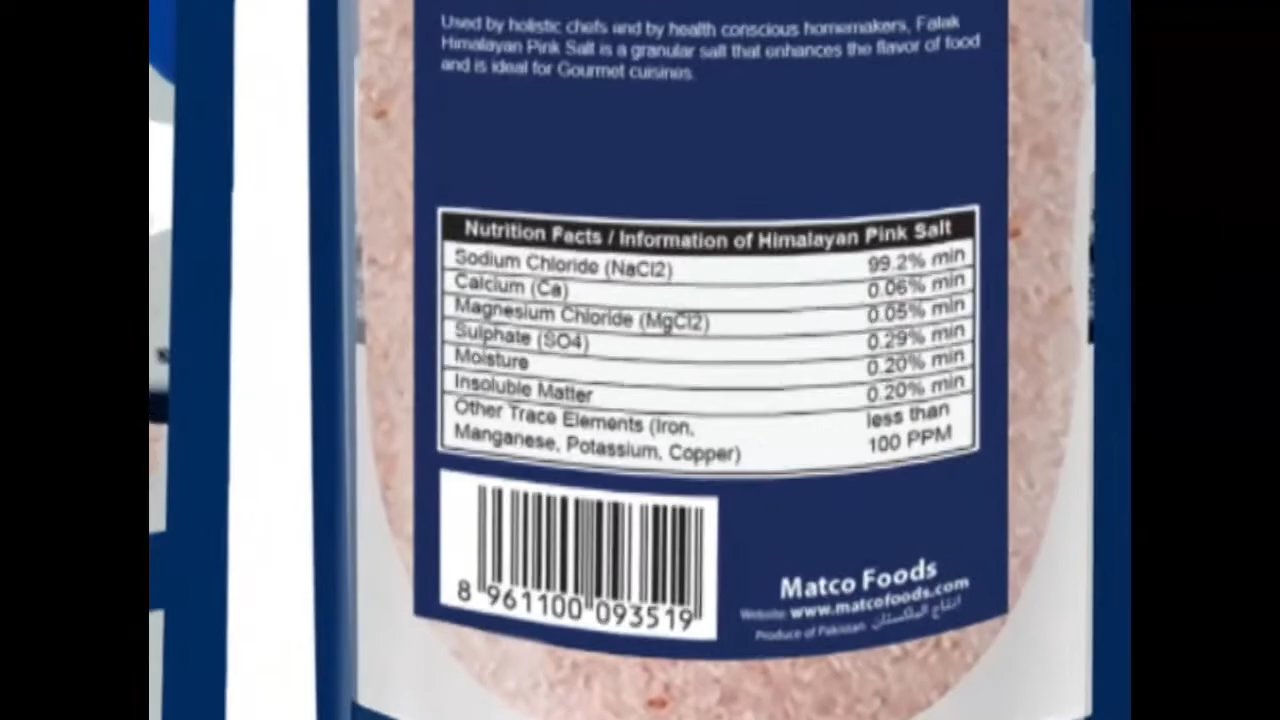 Used by holistic chefs and by health conscious homemakers, Falak
Himalayan Pink Salt is a granular salt that enhances the flavor of food
and is ideal for Gourmet cuisines.
Nutrition Facts / Information of Himalayan Pink Salt
Sodium Chloride (NaCl2) 99.2% min
Calcium (Ca) 0.06% min
Magnesium Chloride (MgCl2) 0.05% min
Sulphate (SO4) 0.29% min
Moisture 0.20% min
Insoluble Matter 0.20% min
Other Trace Elements (Iron, less than
Manganese, Potassium, Copper) 100 PPM
8 961100 093519
Matco Foods
Website: www.matcofoods.com
Produce of Pakistan انتاج الباكستان